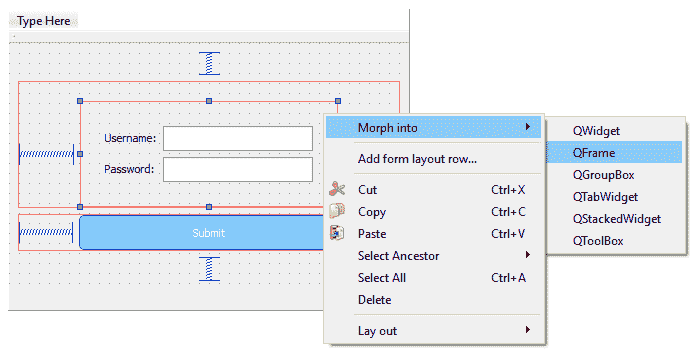 Type Here
Username:
Password:
Submit
Morph into
Add form layout row...
Cut Ctrl+X
Copy Ctrl+C
Paste Ctrl+V
Select Ancestor
Select All Ctrl+A
Delete
Lay out
QWidget
QFrame
QGroupBox
QTabWidget
QStackedWidget
QToolBox